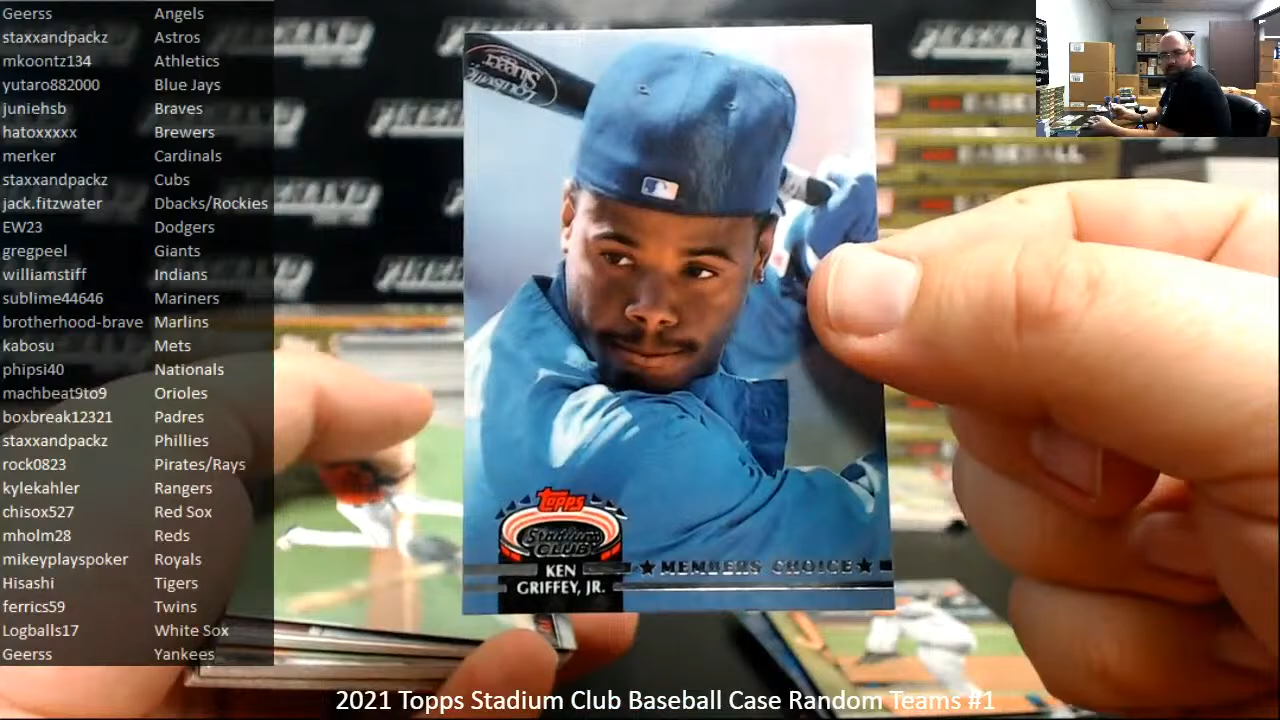 Geerss Angels
staxxandpackz Astros
mkoontz134 Athletics
yutaro882000 Blue Jays
juniehsb Braves
hatoxxxxx Brewers
merker Cardinals
staxxandpackz Cubs
jack.fitzwater Dbacks/Rockies
EW23 Dodgers
gregpeel Giants
williamstiff Indians
sublime44646 Mariners
brotherhood-brave Marlins
kabosu Mets
phipsi40 Nationals
machbeat9to9 Orioles
boxbreak12321 Padres
staxxandpackz Phillies
rock0823 Pirates/Rays
kylekahler Rangers
chisox527 Red Sox
mholm28 Reds
mikeyplayspoker Royals
Hisashi Tigers
ferrics59 Twins
Logballs17 White Sox
Geerss Yankees
Louisville
Slugger
Topps
Stadium
CLUB
KEN
GRIFFEY, JR.
★ MEMBERS CHOICE ★
2021 Topps Stadium Club Baseball Case Random Teams #1